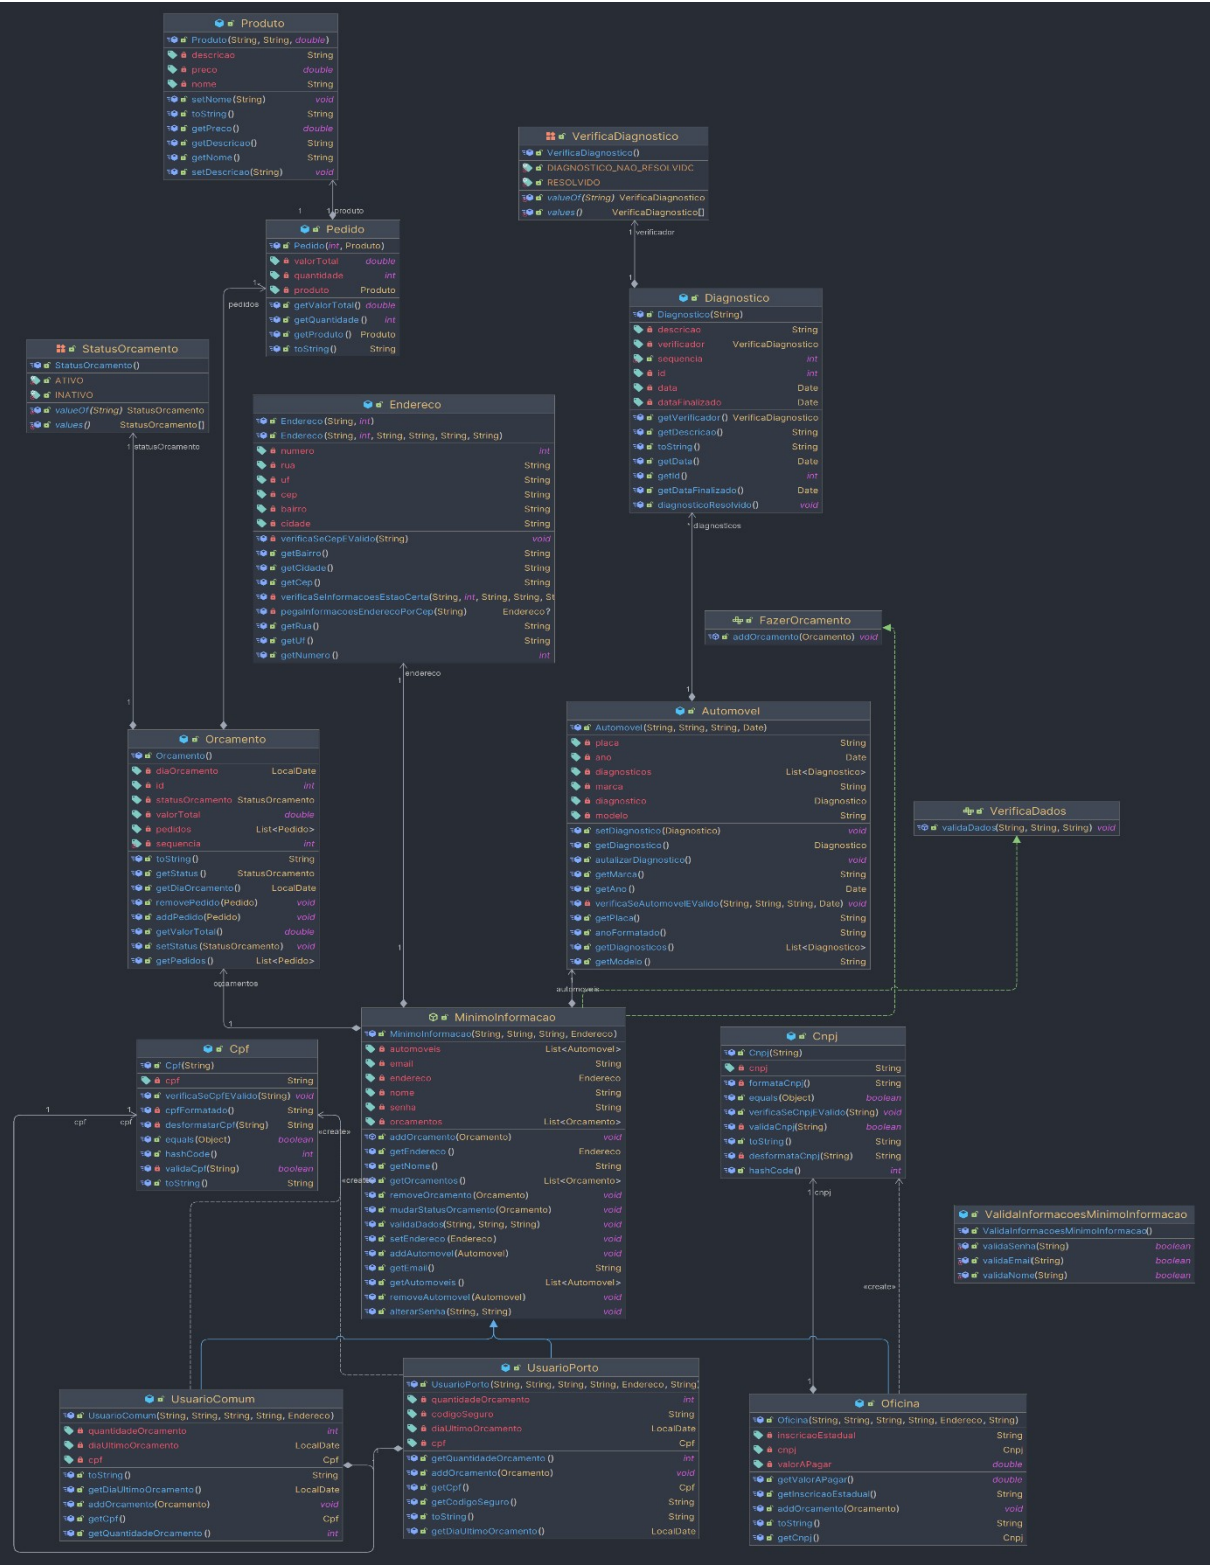 Produto
Produto(String, String, double)
descricao String
preco double
nome String
setNome(String) void
toString() String
getPreco() double
getDescricao() String
getNome() String
setDescricao(String) void
1 1 produto
Pedido
Pedido(int, Produto)
valorTotal double
quantidade int
produto Produto
getValorTotal() double
getQuantidade() int
getProduto() Produto
toString() String
1
pedidos
VerificaDiagnostico
VerificaDiagnostico()
DIAGNOSTICO_NAO_RESOLVIDC
RESOLVIDO
valueOf(String) VerificaDiagnostico
values() VerificaDiagnostico[]
1 verificador
1
Diagnostico
Diagnostico(String)
descricao String
verificador VerificaDiagnostico
sequencia int
id int
data Date
dataFinalizado Date
getVerificador() VerificaDiagnostico
getDescricao() String
toString() String
getData() Date
getId() int
getDataFinalizado() Date
diagnosticoResolvido() void
* diagnosticos
1
StatusOrcamento
StatusOrcamento()
ATIVO
INATIVO
valueOf(String) StatusOrcamento
values() StatusOrcamento[]
1 statusOrcamento
1
Endereco
Endereco(String, int)
Endereco(String, int, String, String, String, String)
numero int
rua String
uf String
cep String
bairro String
cidade String
verificaSeCepEValido(String) void
getBairro() String
getCidade() String
getCep() String
verificaSeInformacoesEstaoCerta(String, int, String, String, St
pegaInformacoesEnderecoPorCep(String) Endereco?
getRua() String
getUf() String
getNumero() int
endereco
1
1
FazerOrcamento
addOrcamento(Orcamento) void
Automovel
Automovel(String, String, String, Date)
placa String
ano Date
diagnosticos List<Diagnostico>
marca String
diagnostico Diagnostico
modelo String
setDiagnostico(Diagnostico) void
getDiagnostico() Diagnostico
autalizarDiagnostico() void
getMarca() String
getAno() Date
verificaSeAutomovelEValido(String, String, String, Date) void
getPlaca() String
anoFormatado() String
getDiagnosticos() List<Diagnostico>
getModelo() String
automoveis
VerificaDados
validaDados(String, String, String) void
Orcamento
Orcamento()
diaOrcamento LocalDate
id int
statusOrcamento StatusOrcamento
valorTotal double
pedidos List<Pedido>
sequencia int
toString() String
getStatus() StatusOrcamento
getDiaOrcamento() LocalDate
removePedido(Pedido) void
addPedido(Pedido) void
getValorTotal() double
setStatus(StatusOrcamento) void
getPedidos() List<Pedido>
orcamentos
1
MinimoInformacao
MinimoInformacao(String, String, String, Endereco)
automoveis List<Automovel>
email String
endereco Endereco
nome String
senha String
orcamentos List<Orcamento>
addOrcamento(Orcamento) void
getEndereco() Endereco
getNome() String
getOrcamentos() List<Orcamento>
removeOrcamento(Orcamento) void
mudarStatusOrcamento(Orcamento) void
validaDados(String, String, String) void
setEndereco(Endereco) void
addAutomovel(Automovel) void
getEmail() String
getAutomoveis() List<Automovel>
removeAutomovel(Automovel) void
alterarSenha(String, String) void
Cpf
Cpf(String)
cpf String
verificaSeCpfEValido(String) void
cpfFormatado() String
desformatarCpf(String) String
equals(Object) boolean
hashCode() int
validaCpf(String) boolean
toString() String
1 1
cpf cpf
«create»
«create
Cnpj
Cnpj(String)
cnpj String
formataCnpj() String
equals(Object) boolean
verificaSeCnpjEValido(String) void
validaCnpj(String) boolean
toString() String
desformataCnpj(String) String
hashCode() int
1 cnpj
«create»
1
ValidaInformacoesMinimoInformacao
ValidaInformacoesMinimoInformacao()
validaSenha(String) boolean
validaEmail(String) boolean
validaNome(String) boolean
UsuarioComum
UsuarioComum(String, String, String, String, Endereco)
quantidadeOrcamento int
diaUltimoOrcamento LocalDate
cpf Cpf
toString() String
getDiaUltimoOrcamento() LocalDate
addOrcamento(Orcamento) void
getCpf() Cpf
getQuantidadeOrcamento() int
UsuarioPorto
UsuarioPorto(String, String, String, String, Endereco, String)
quantidadeOrcamento int
codigoSeguro String
diaUltimoOrcamento LocalDate
cpf Cpf
getQuantidadeOrcamento() int
addOrcamento(Orcamento) void
getCpf() Cpf
getCodigoSeguro() String
toString() String
getDiaUltimoOrcamento() LocalDate
Oficina
Oficina(String, String, String, String, Endereco, String)
inscricaoEstadual String
cnpj Cnpj
valorAPagar double
getValorAPagar() double
getInscricaoEstadual() String
addOrcamento(Orcamento) void
toString() String
getCnpj() Cnpj